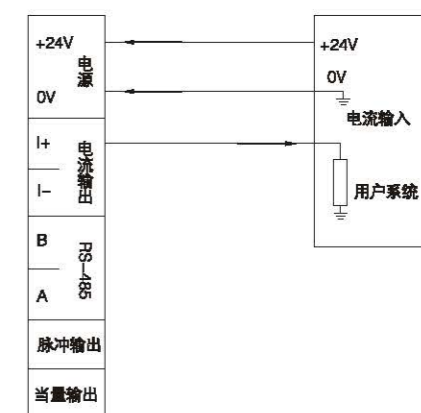 +24V
电源
0V
I+
电流输出
I−
B
RS-485
A
脉冲输出
当量输出
+24V
0V
电流输入
用户系统